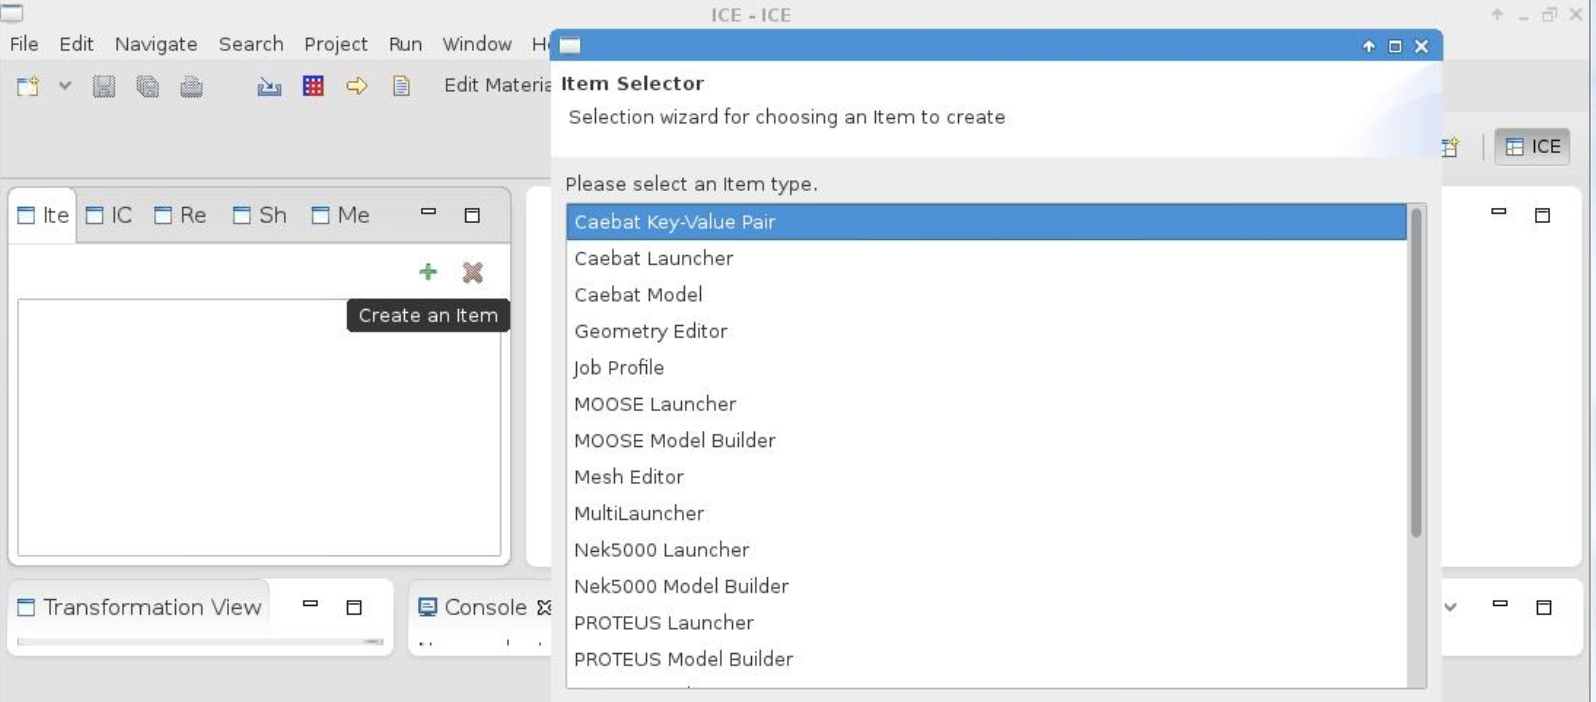 ICE - ICE
File Edit Navigate Search Project Run Window
Edit
Item Selector
Selection wizard for choosing an Item to create
ICE
Please select an Item type.
Ite IC Re Sh Me
Create an Item
Caebat Key-Value Pair
Caebat Launcher
Caebat Model
Geometry Editor
Job Profile
MOOSE Launcher
MOOSE Model Builder
Mesh Editor
MultiLauncher
Nek5000 Launcher
Nek5000 Model Builder
PROTEUS Launcher
PROTEUS Model Builder
Transformation View
Console